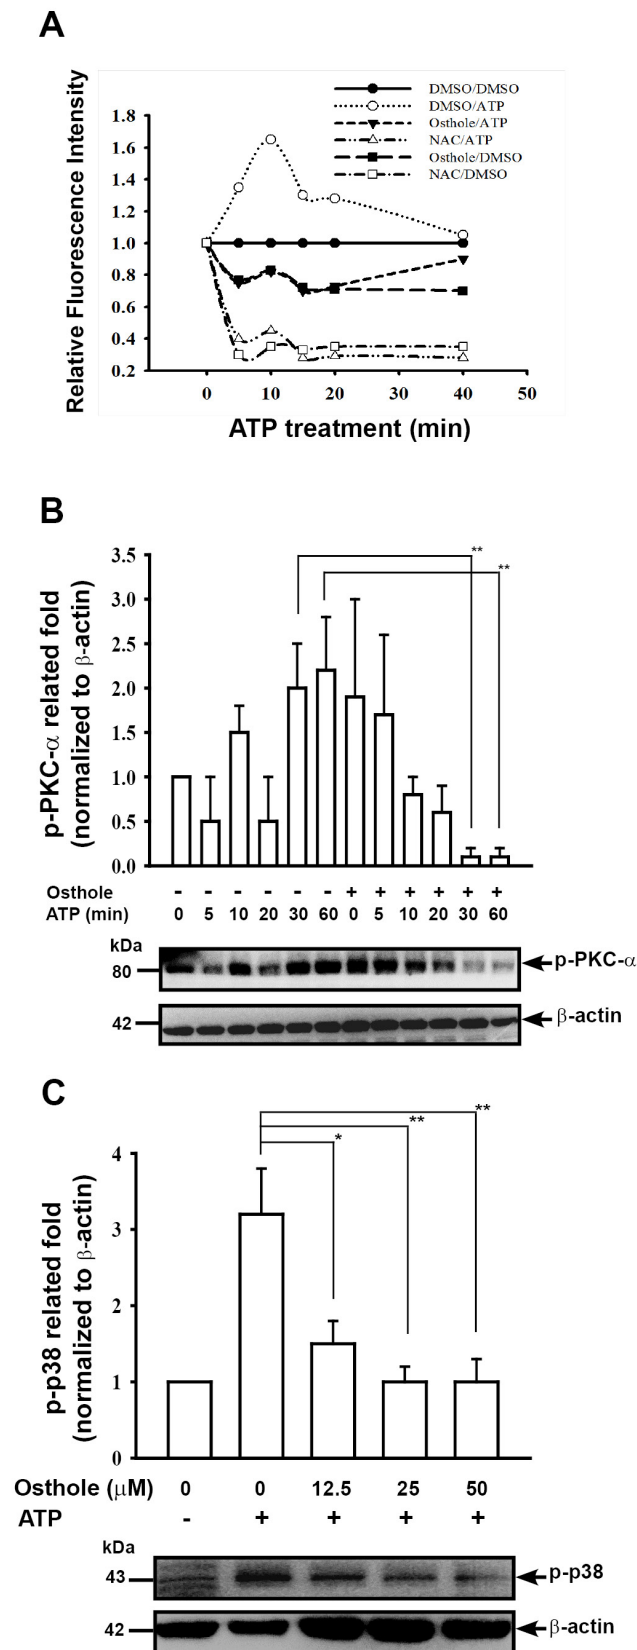 A
Relative Fluorescence Intensity
1.8
1.6
1.4
1.2
1.0
0.8
0.6
0.4
0.2
DMSO/DMSO
DMSO/ATP
Osthole/ATP
NAC/ATP
Osthole/DMSO
NAC/DMSO
0 10 20 30 40 50
ATP treatment (min)
B
p-PKC-α related fold
(normalized to β-actin)
3.5
3.0
2.5
2.0
1.5
1.0
0.5
0.0
**
**
Osthole - - - - - - + + + + + +
ATP (min) 0 5 10 20 30 60 0 5 10 20 30 60
kDa
80 p-PKC-α
42 β-actin
C
p-p38 related fold
(normalized to β-actin)
4
3
2
1
0
**
**
*
Osthole (μM) 0 0 12.5 25 50
ATP - + + + +
kDa
43 p-p38
42 β-actin